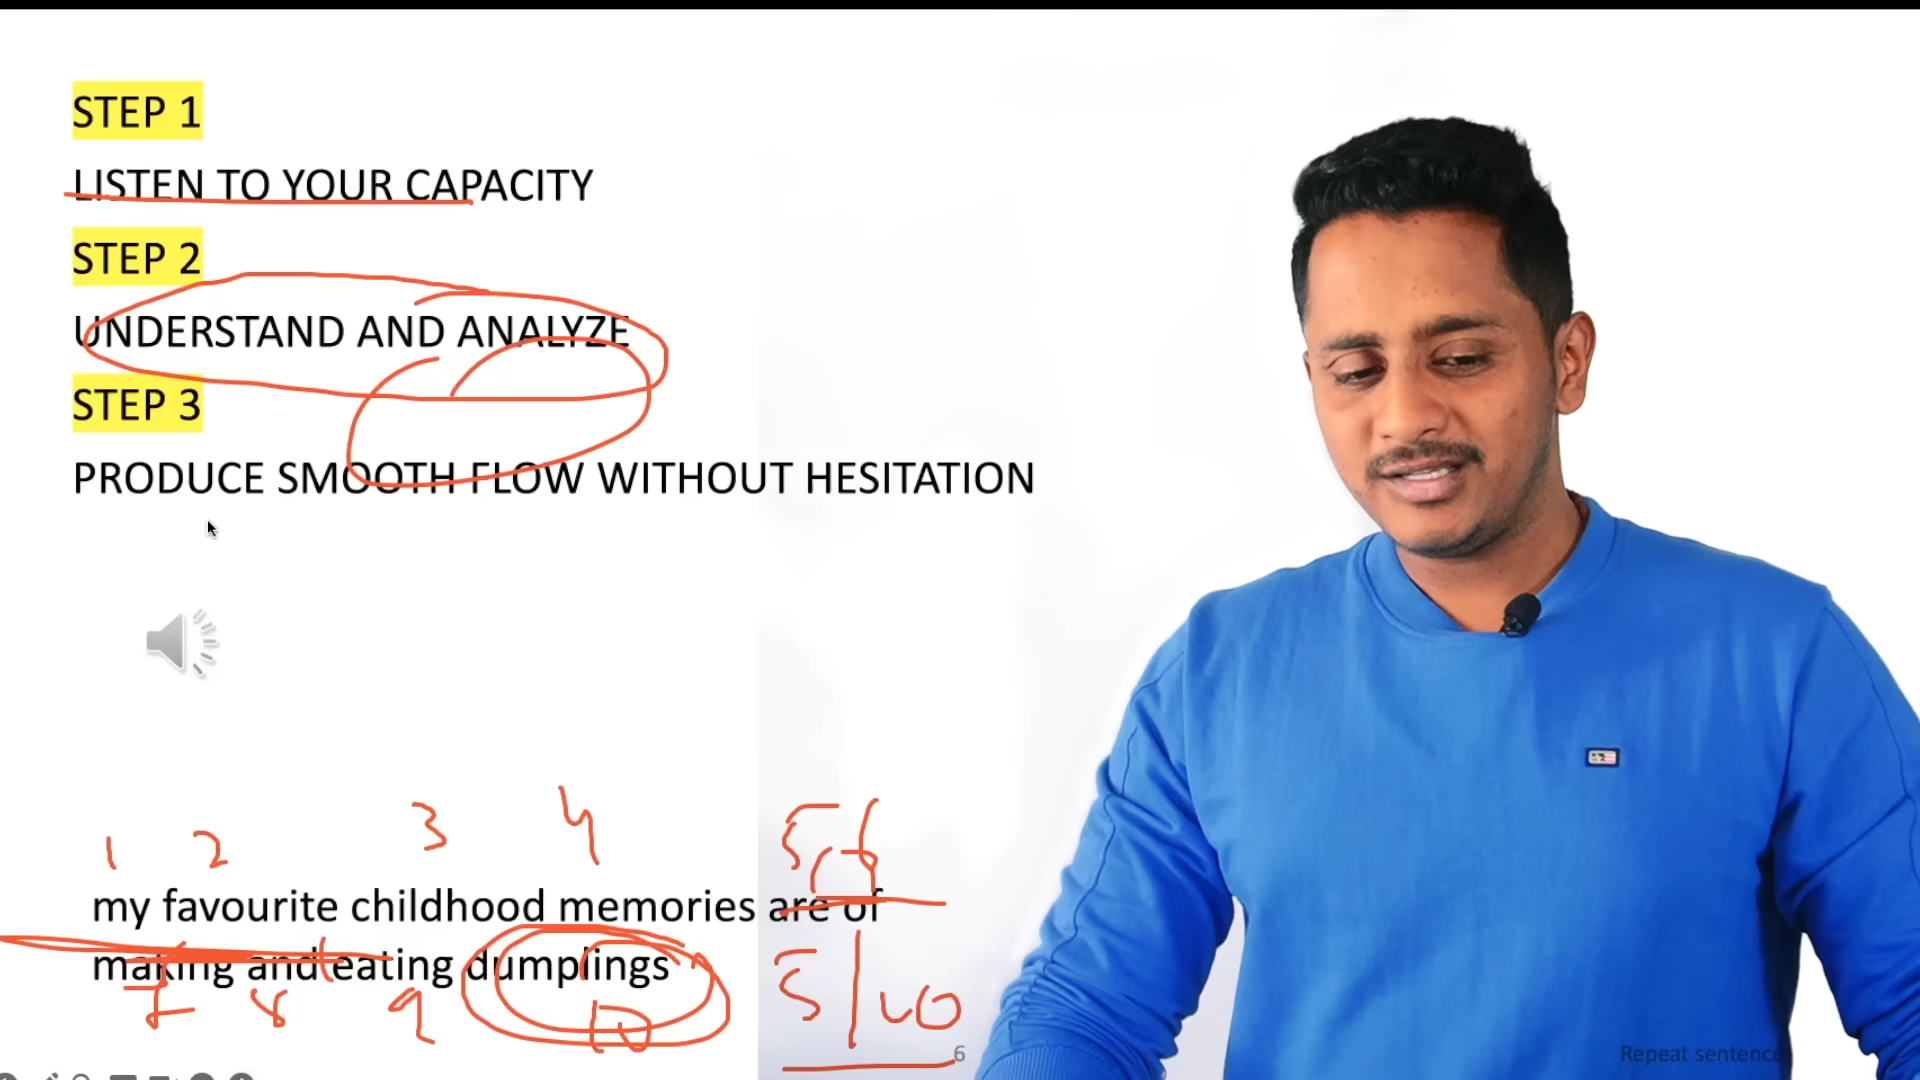 STEP 1
LISTEN TO YOUR CAPACITY
STEP 2
UNDERSTAND AND ANALYZE
STEP 3
PRODUCE SMOOTH FLOW WITHOUT HESITATION
1 2 3 4 5 6
my favourite childhood memories are of
making and eating dumplings
7 8 9 10
5/10
6
Repeat sentence